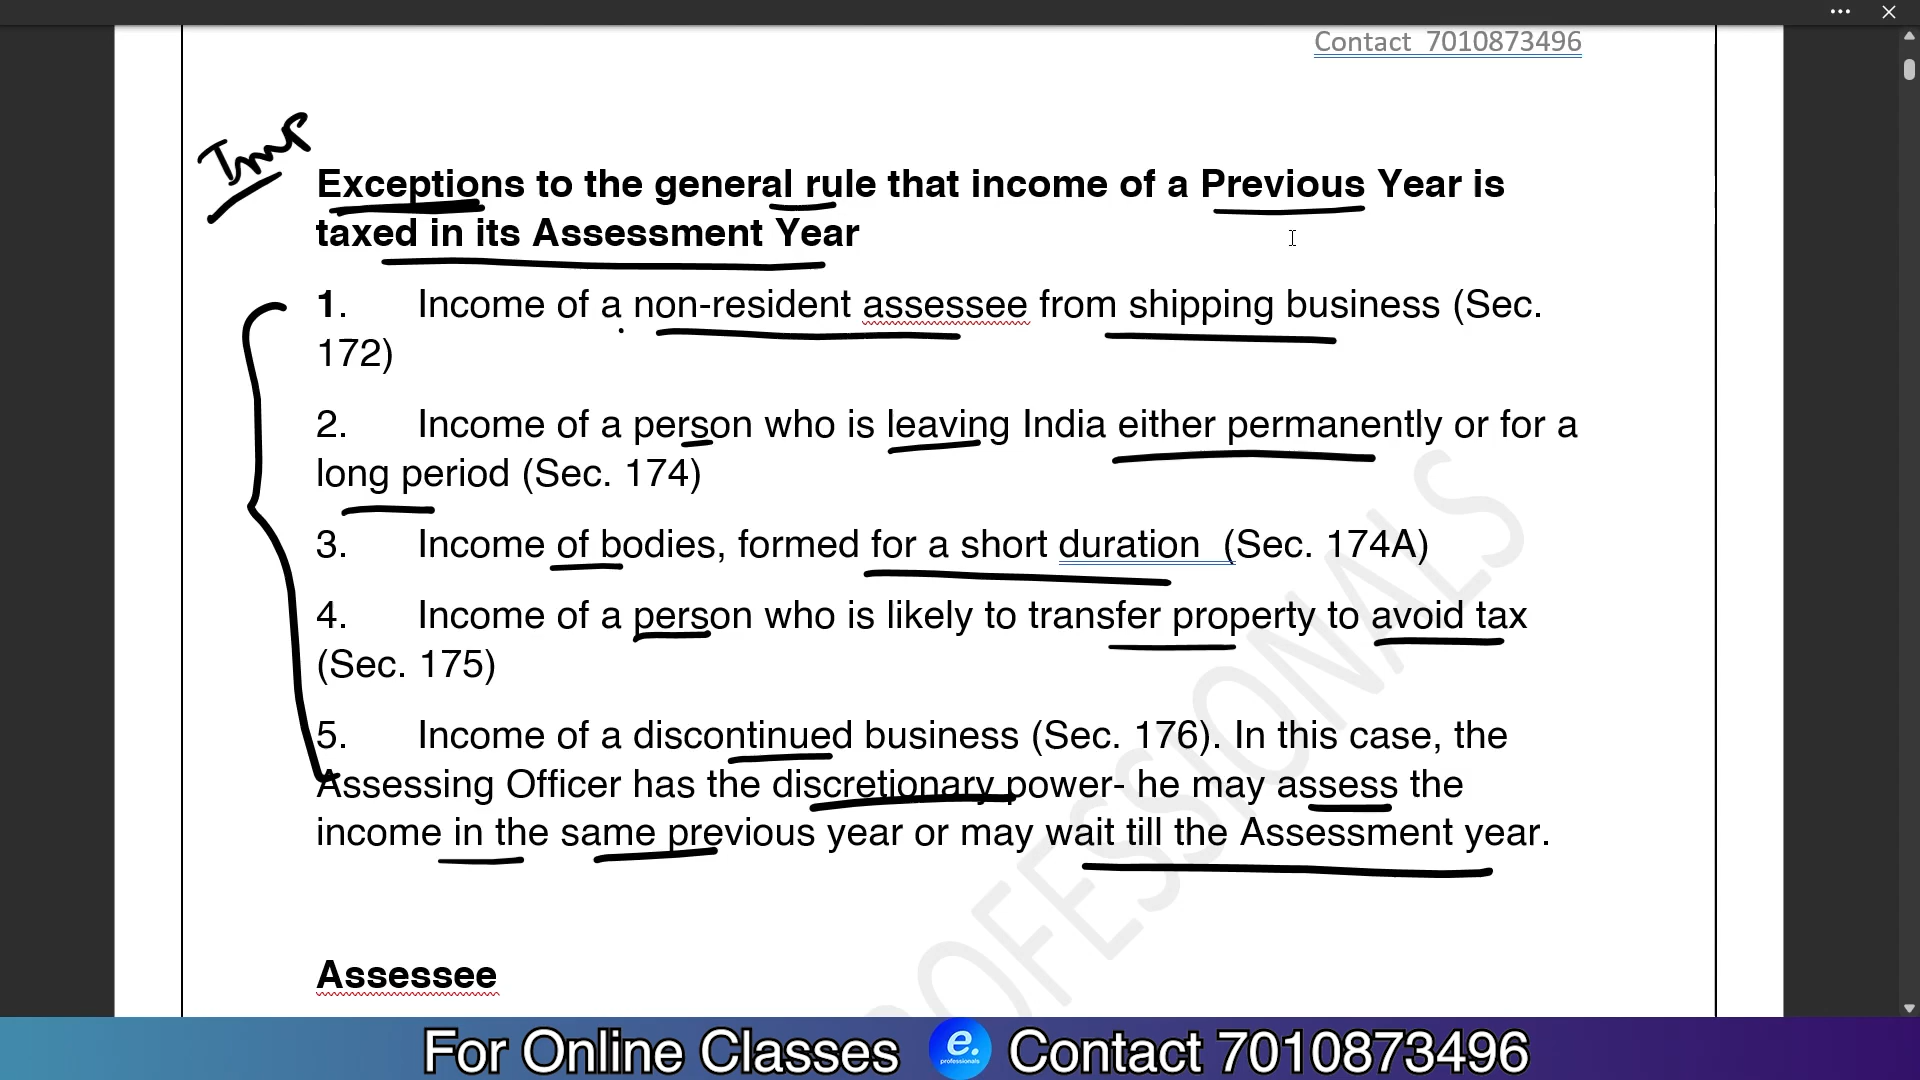 Contact 7010873496
Imp
Exceptions to the general rule that income of a Previous Year is
taxed in its Assessment Year
1. Income of a non-resident assessee from shipping business (Sec.
172)
2. Income of a person who is leaving India either permanently or for a
long period (Sec. 174)
3. Income of bodies, formed for a short duration (Sec. 174A)
4. Income of a person who is likely to transfer property to avoid tax
(Sec. 175)
5. Income of a discontinued business (Sec. 176). In this case, the
Assessing Officer has the discretionary power- he may assess the
income in the same previous year or may wait till the Assessment year.
Assessee
OFESSIONALS
For Online Classes e. professionals Contact 7010873496